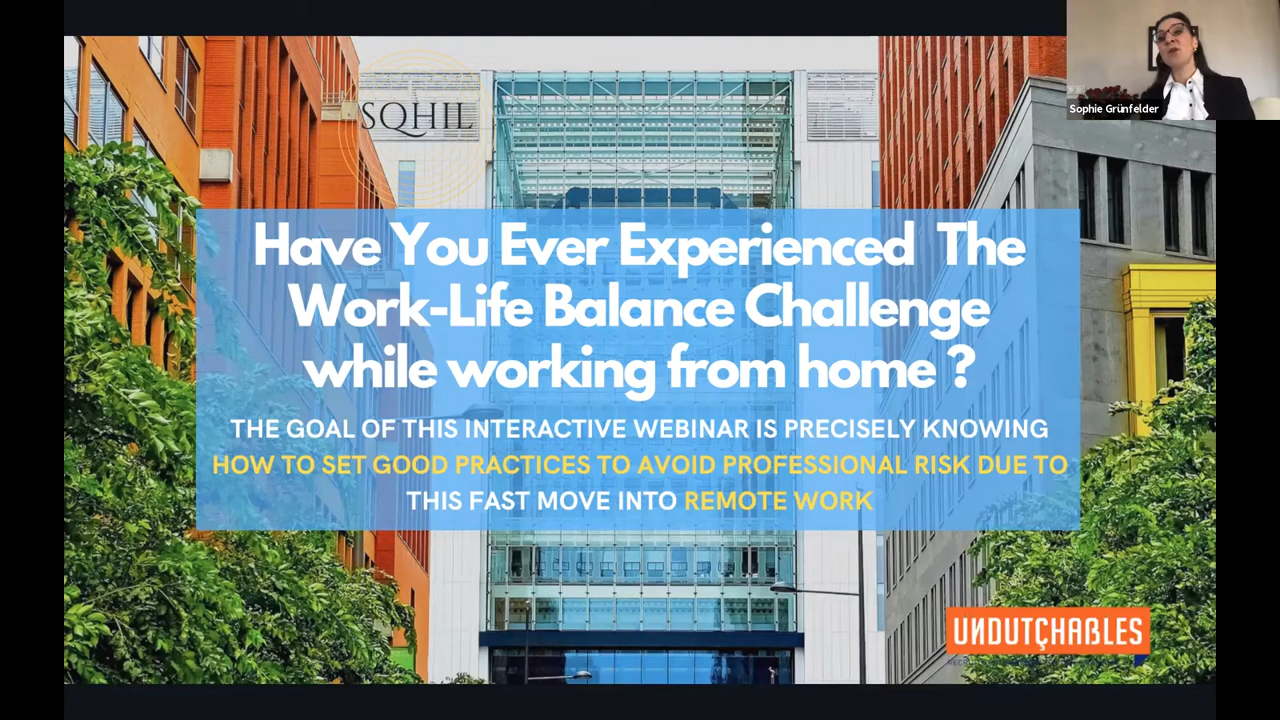 Sophie Grünfelder
SQHIL
Have You Ever Experienced The
Work-Life Balance Challenge
while working from home ?
THE GOAL OF THIS INTERACTIVE WEBINAR IS PRECISELY KNOWING
HOW TO SET GOOD PRACTICES TO AVOID PROFESSIONAL RISK DUE TO
THIS FAST MOVE INTO REMOTE WORK
UNDUTÇHABLES